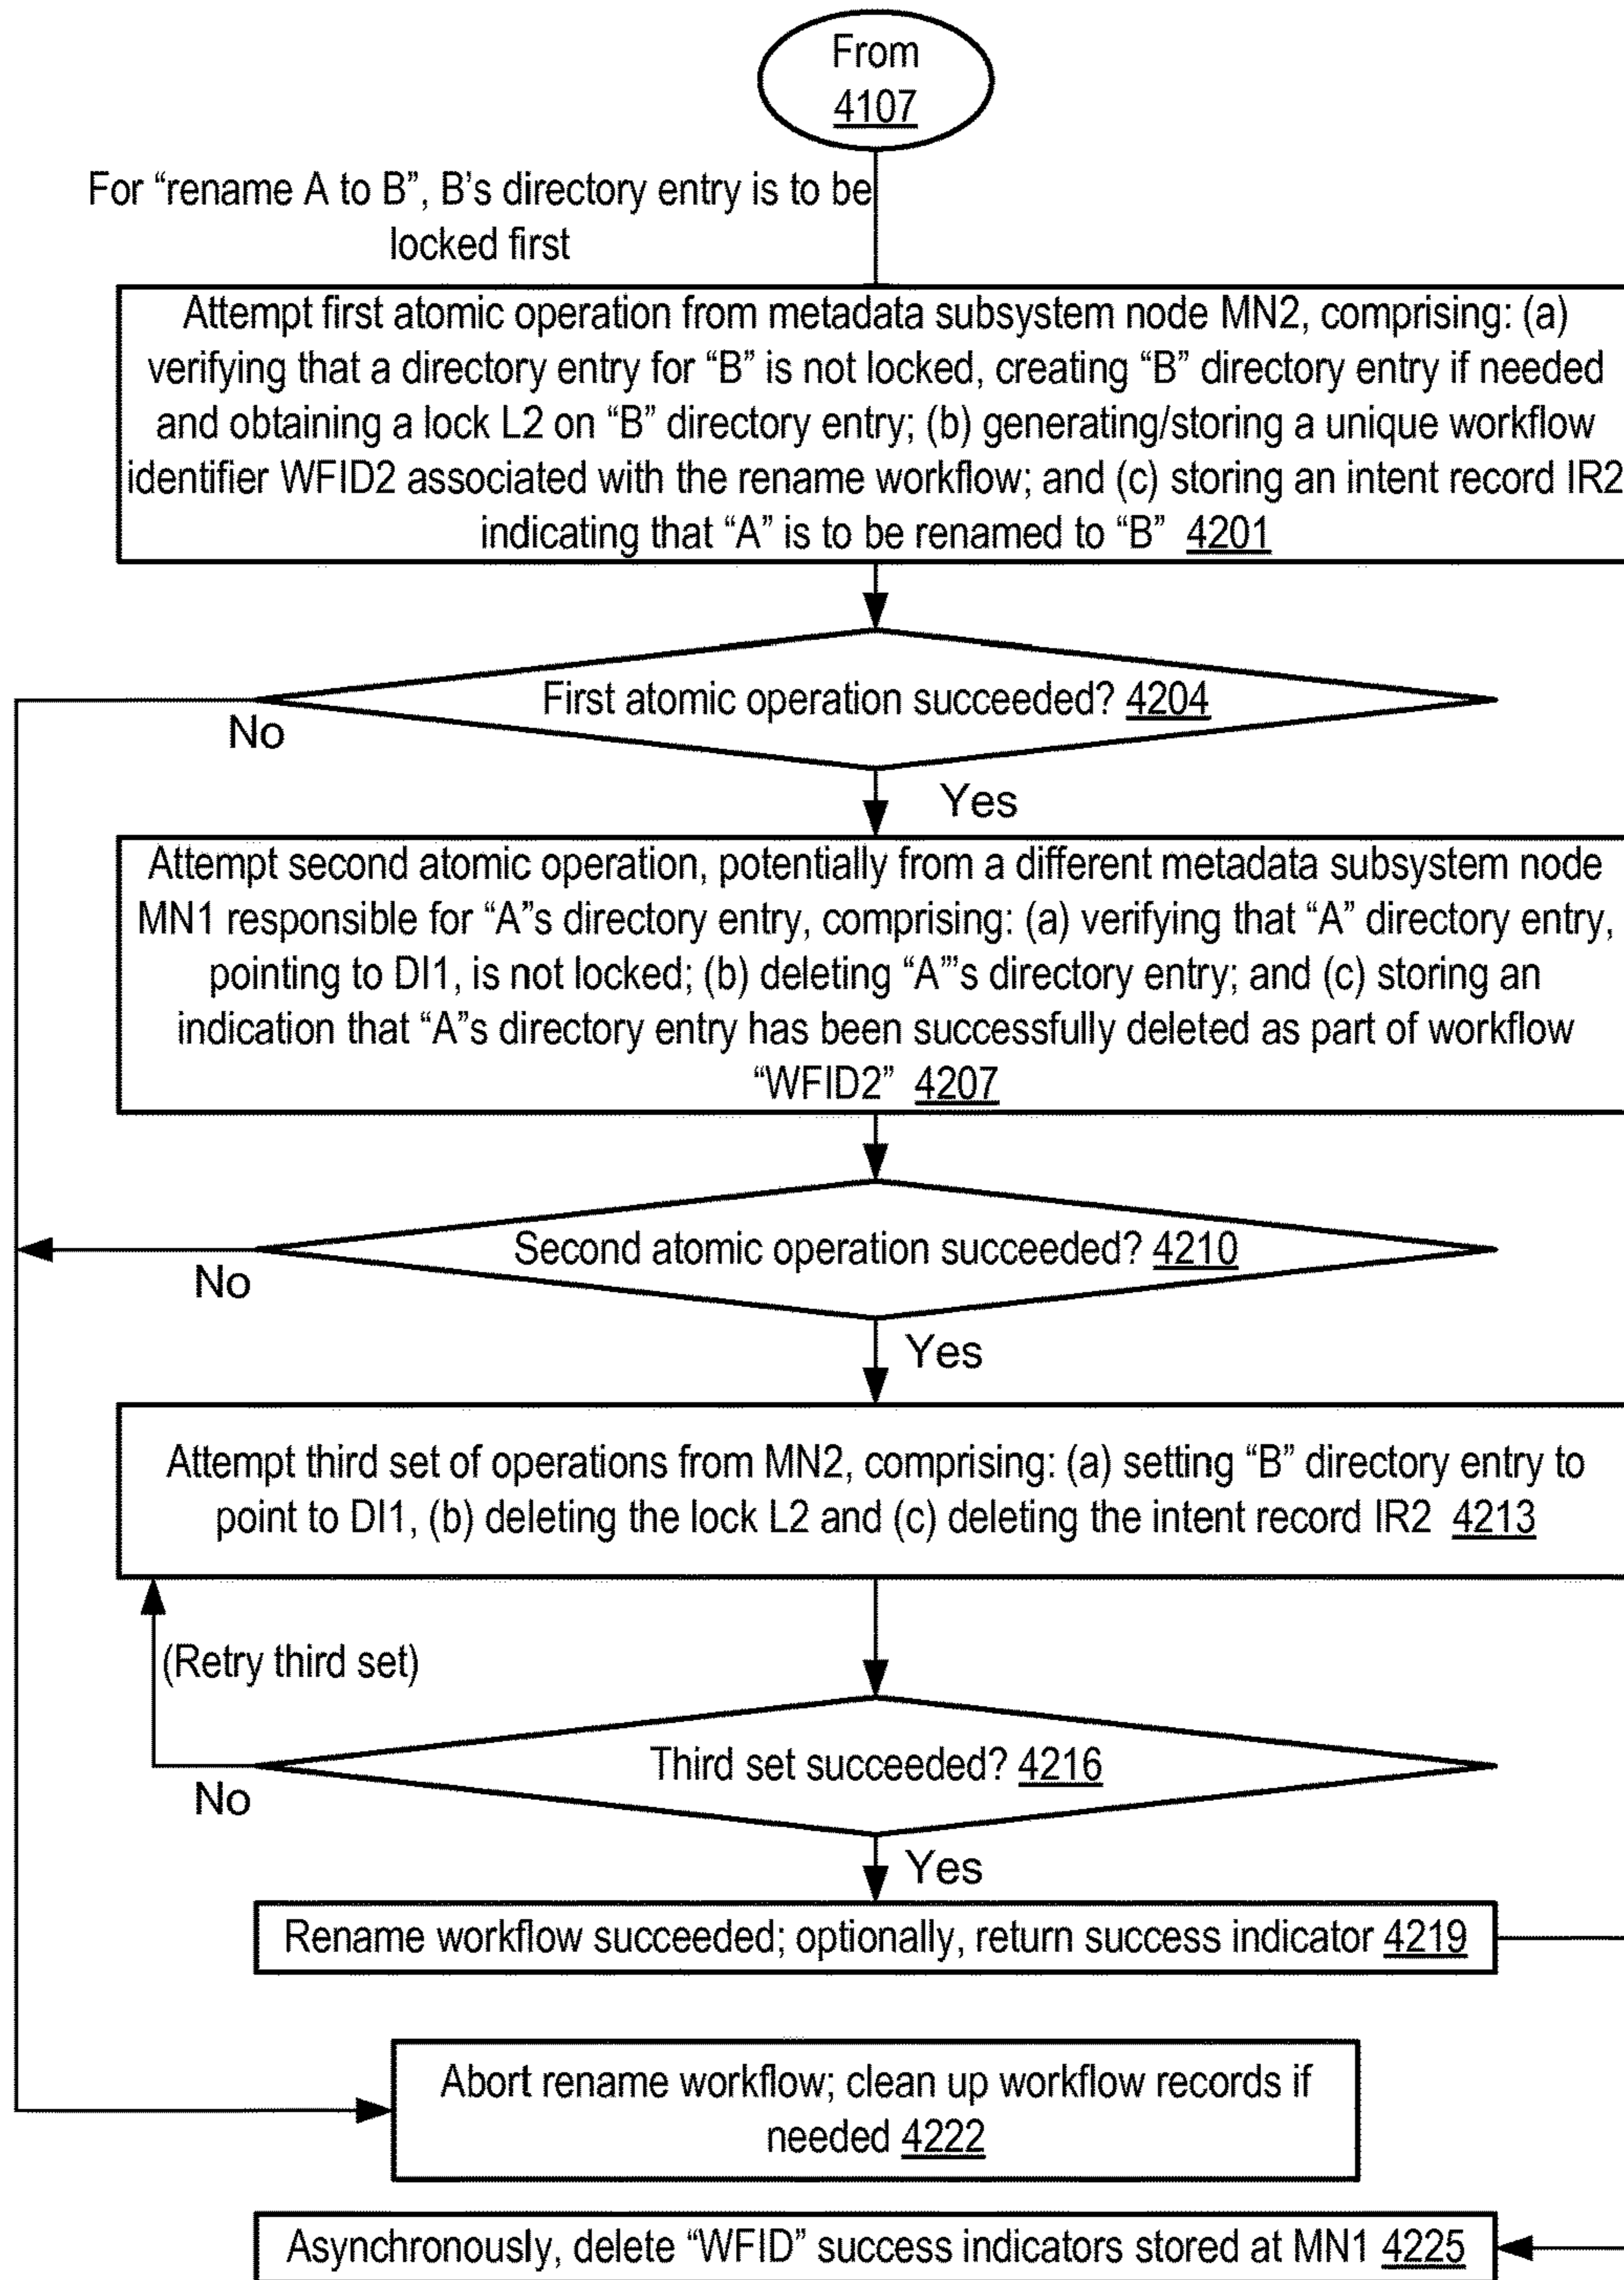 From
4107
For “rename A to B”, B’s directory entry is to be
locked first
Attempt first atomic operation from metadata subsystem node MN2, comprising: (a)
verifying that a directory entry for “B” is not locked, creating “B” directory entry if needed
and obtaining a lock L2 on “B” directory entry; (b) generating/storing a unique workflow
identifier WFID2 associated with the rename workflow; and (c) storing an intent record IR2
indicating that “A” is to be renamed to “B” 4201
First atomic operation succeeded? 4204
No
Yes
Attempt second atomic operation, potentially from a different metadata subsystem node
MN1 responsible for “A”s directory entry, comprising: (a) verifying that “A” directory entry,
pointing to DI1, is not locked; (b) deleting “A”’s directory entry; and (c) storing an
indication that “A”s directory entry has been successfully deleted as part of workflow
“WFID2” 4207
Second atomic operation succeeded? 4210
No
Yes
Attempt third set of operations from MN2, comprising: (a) setting “B” directory entry to
point to DI1, (b) deleting the lock L2 and (c) deleting the intent record IR2 4213
(Retry third set)
Third set succeeded? 4216
No
Yes
Rename workflow succeeded; optionally, return success indicator 4219
Abort rename workflow; clean up workflow records if
needed 4222
Asynchronously, delete “WFID” success indicators stored at MN1 4225